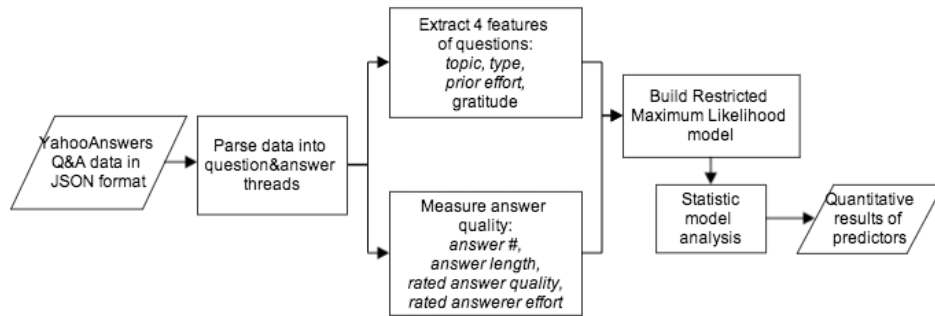 YahooAnswers
Q&A data in
JSON format
Parse data into
question&answer
threads
Extract 4 features
of questions:
topic, type,
prior effort,
gratitude
Measure answer
quality:
answer #,
answer length,
rated answer quality,
rated answerer effort
Build Restricted
Maximum Likelihood
model
Statistic model
analysis
Quantitative
results of
predictors